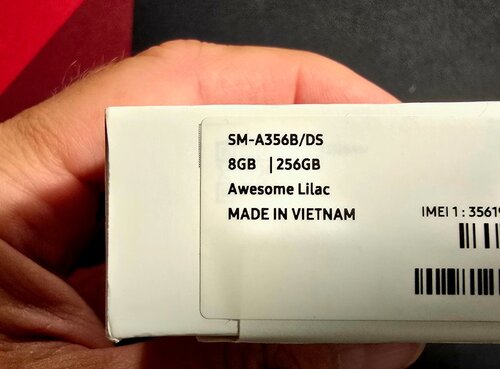 SM-A356B/DS
8GB | 256GB
Awesome Lilac
MADE IN VIETNAM
IMEI 1 : 3561